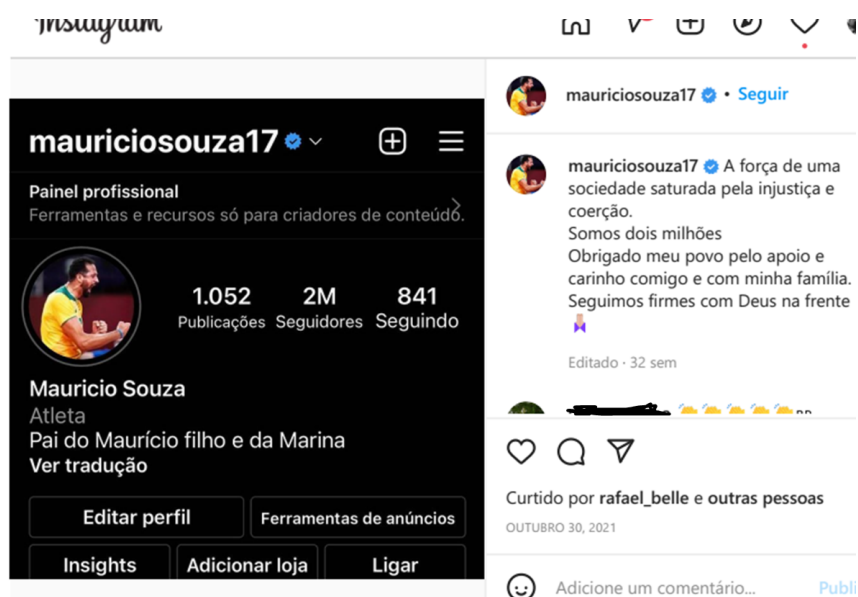 Instagram
mauriciosouza17
Painel profissional
Ferramentas e recursos só para criadores de conteúdo.
1.052 2M 841
Publicações Seguidores Seguindo
Mauricio Souza
Atleta
Pai do Maurício filho e da Marina
Ver tradução
Editar perfil Ferramentas de anúncios
Insights Adicionar loja Ligar
mauriciosouza17 • Seguir
mauriciosouza17 A força de uma
sociedade saturada pela injustiça e
coerção.
Somos dois milhões
Obrigado meu povo pelo apoio e
carinho comigo e com minha família.
Seguimos firmes com Deus na frente
Editado · 32 sem
Curtido por rafael_belle e outras pessoas
OUTUBRO 30, 2021
Adicione um comentário... Publi